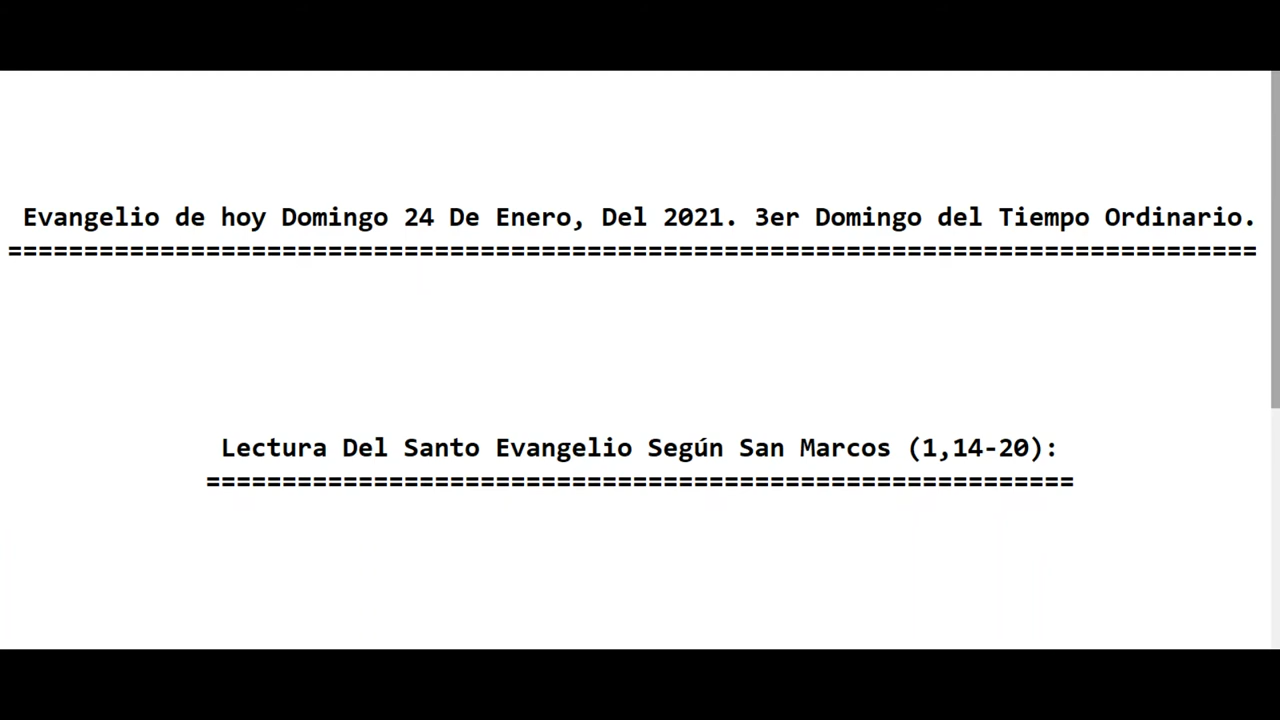 Evangelio de hoy Domingo 24 De Enero, Del 2021. 3er Domingo del Tiempo Ordinario.
==================================================================================
Lectura Del Santo Evangelio Según San Marcos (1,14-20):
=========================================================